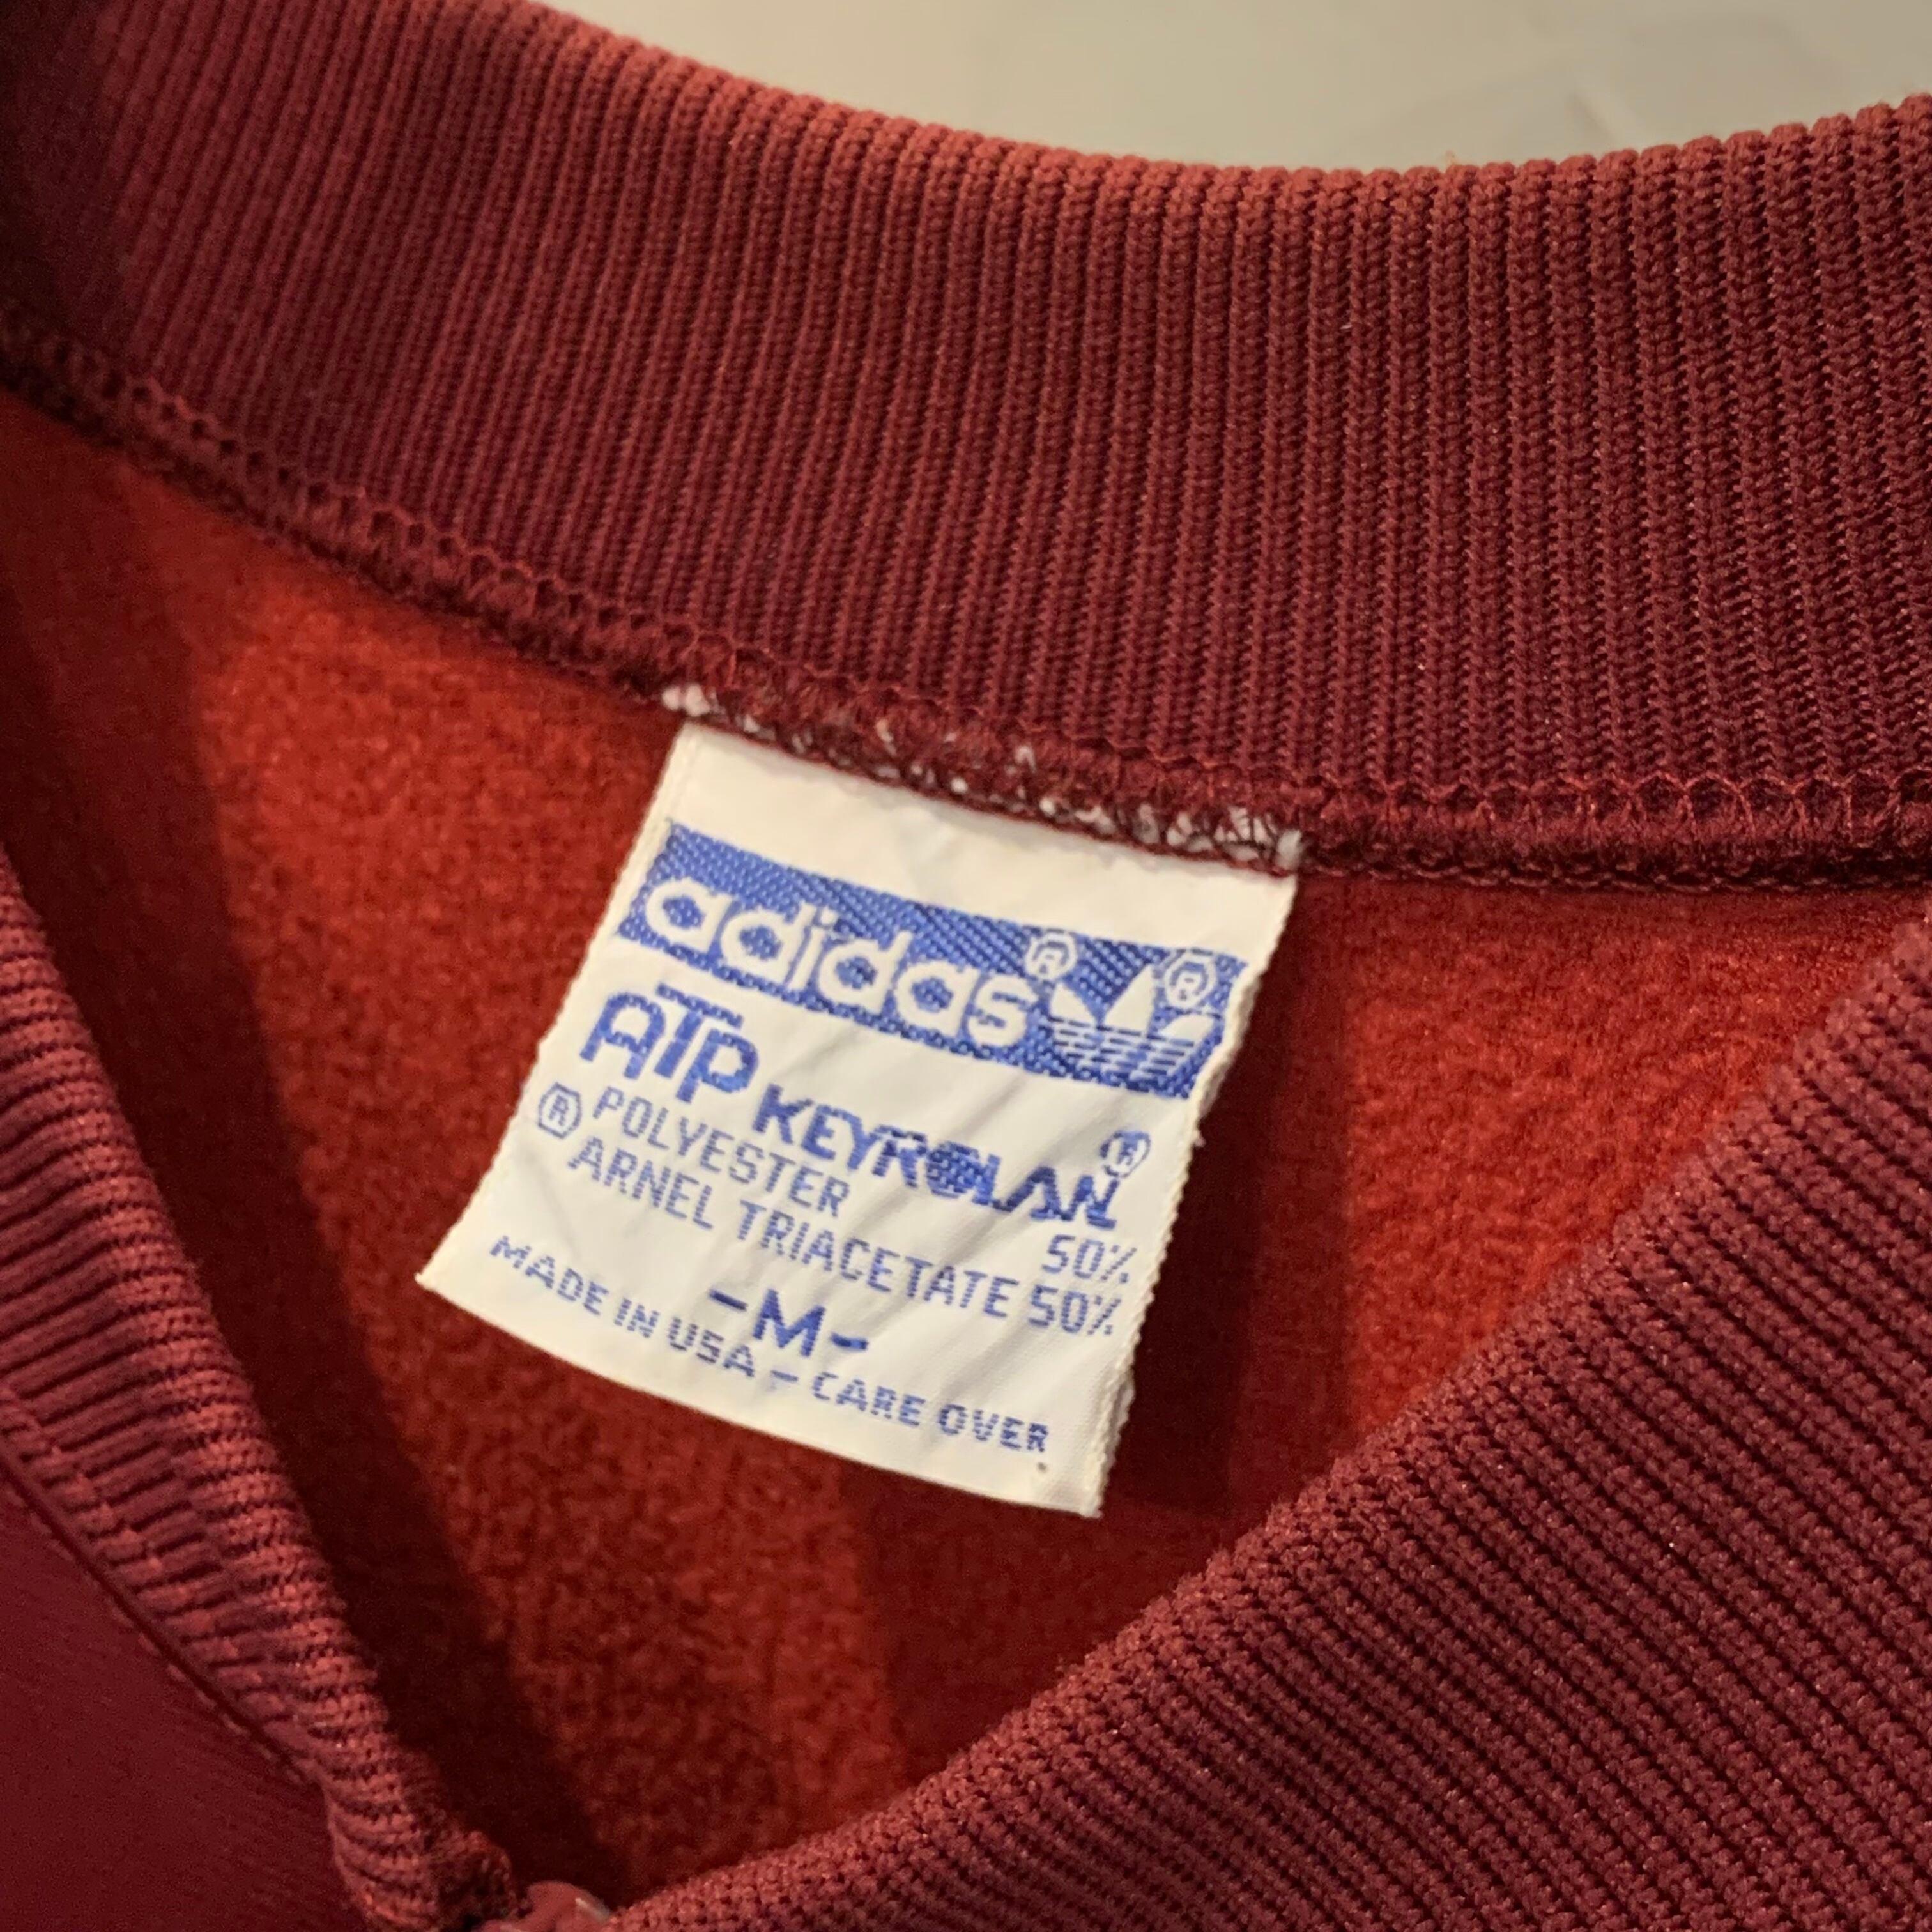 adidas® ®
ATP KEYROLAN®
® POLYESTER 50%
ARNEL TRIACETATE 50%
-M-
MADE IN USA - CARE OVER